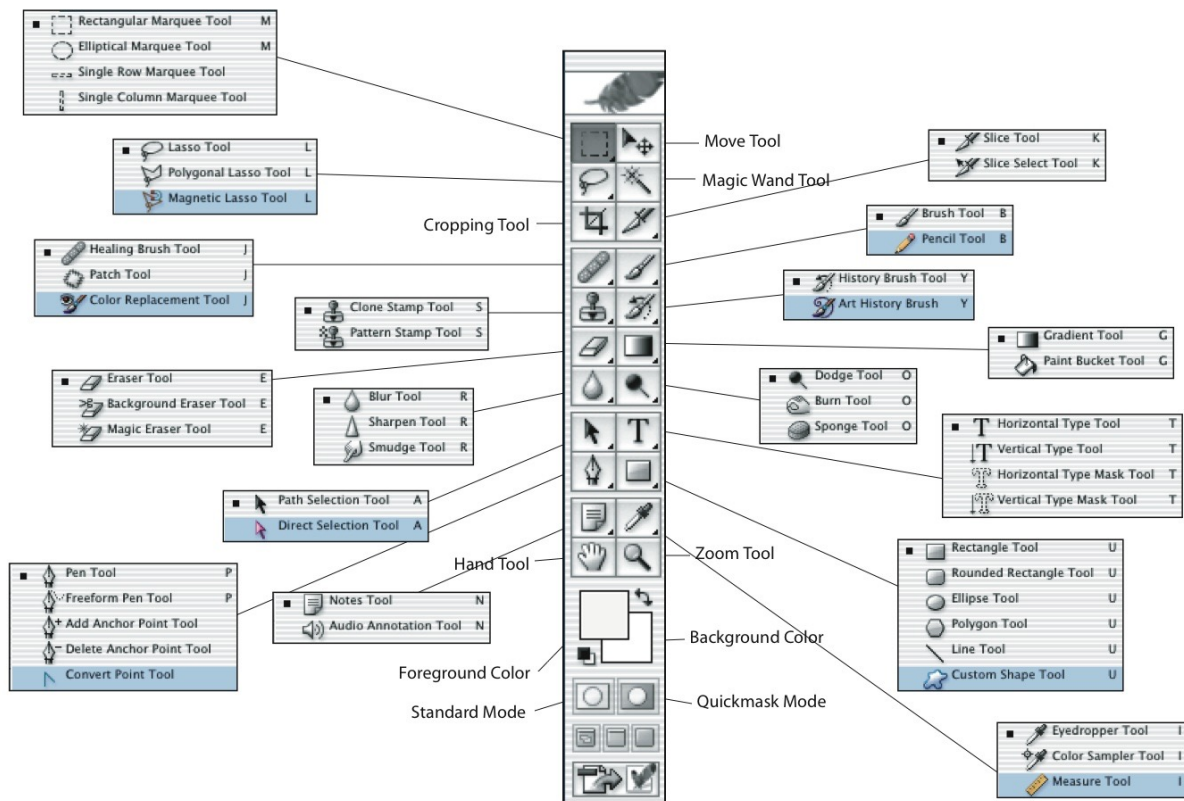 Rectangular Marquee Tool M
Elliptical Marquee Tool M
Single Row Marquee Tool
Single Column Marquee Tool
Lasso Tool L
Polygonal Lasso Tool L
Magnetic Lasso Tool L
Cropping Tool
Healing Brush Tool J
Patch Tool J
Color Replacement Tool J
Clone Stamp Tool S
Pattern Stamp Tool S
Eraser Tool E
Background Eraser Tool E
Magic Eraser Tool E
Blur Tool R
Sharpen Tool R
Smudge Tool R
Path Selection Tool A
Direct Selection Tool A
Hand Tool
Pen Tool P
Freeform Pen Tool P
Add Anchor Point Tool
Delete Anchor Point Tool
Convert Point Tool
Notes Tool N
Audio Annotation Tool N
Foreground Color
Standard Mode
T
Move Tool
Magic Wand Tool
Slice Tool K
Slice Select Tool K
Brush Tool B
Pencil Tool B
History Brush Tool Y
Art History Brush Y
Gradient Tool G
Paint Bucket Tool G
Dodge Tool O
Burn Tool O
Sponge Tool O
T Horizontal Type Tool T
T Vertical Type Tool T
T Horizontal Type Mask Tool T
T Vertical Type Mask Tool T
Zoom Tool
Rectangle Tool U
Rounded Rectangle Tool U
Ellipse Tool U
Polygon Tool U
Line Tool U
Custom Shape Tool U
Background Color
Quickmask Mode
Eyedropper Tool I
Color Sampler Tool I
Measure Tool I